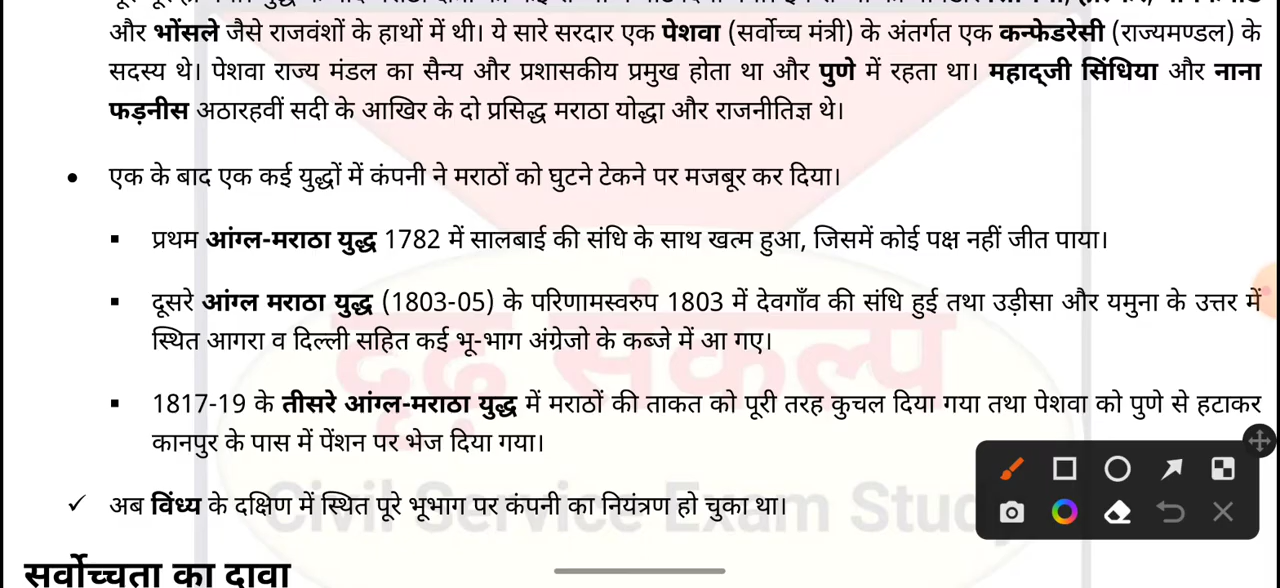 और भोंसले जैसे राजवंशों के हाथों में थी। ये सारे सरदार एक पेशवा (सर्वोच्च मंत्री) के अंतर्गत एक कन्फेडरेसी (राज्यमण्डल) के
सदस्य थे। पेशवा राज्य मंडल का सैन्य और प्रशासकीय प्रमुख होता था और पुणे में रहता था। महाद्जी सिंधिया और नाना
फड़नीस अठारहवीं सदी के आखिर के दो प्रसिद्ध मराठा योद्धा और राजनीतिज्ञ थे।
• एक के बाद एक कई युद्धों में कंपनी ने मराठों को घुटने टेकने पर मजबूर कर दिया।
▪ प्रथम आंग्ल-मराठा युद्ध 1782 में सालबाई की संधि के साथ खत्म हुआ, जिसमें कोई पक्ष नहीं जीत पाया।
▪ दूसरे आंग्ल मराठा युद्ध (1803-05) के परिणामस्वरुप 1803 में देवगाँव की संधि हुई तथा उड़ीसा और यमुना के उत्तर में
स्थित आगरा व दिल्ली सहित कई भू-भाग अंग्रेजो के कब्जे में आ गए।
दृढ़ संकल्प
▪ 1817-19 के तीसरे आंग्ल-मराठा युद्ध में मराठों की ताकत को पूरी तरह कुचल दिया गया तथा पेशवा को पुणे से हटाकर
कानपुर के पास में पेंशन पर भेज दिया गया।
✓ अब विंध्य के दक्षिण में स्थित पूरे भूभाग पर कंपनी का नियंत्रण हो चुका था।
Civil Service Exam Study
सर्वोच्चता का दावा